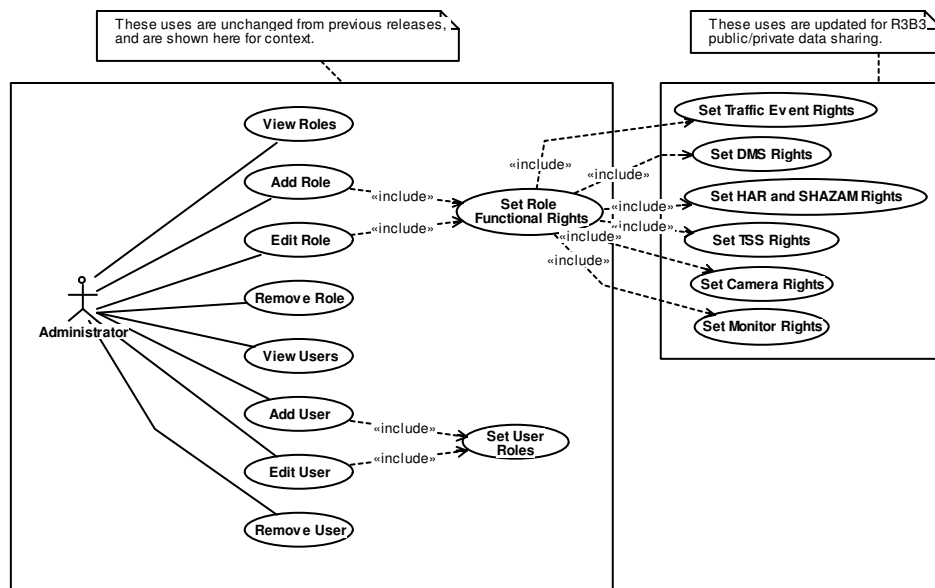 These uses are unchanged from previous releases,
and are shown here for context.
These uses are updated for R3B3
public/private data sharing.
View Roles
Add Role
Edit Role
Remove Role
View Users
Add User
Edit User
Remove User
Administrator
«include»
«include»
Set Role
Functional Rights
«include»
«include»
Set User
Roles
«include»
«include»
«include»
«include»
«include»
«include»
Set Traffic Event Rights
Set DMS Rights
Set HAR and SHAZAM Rights
Set TSS Rights
Set Camera Rights
Set Monitor Rights